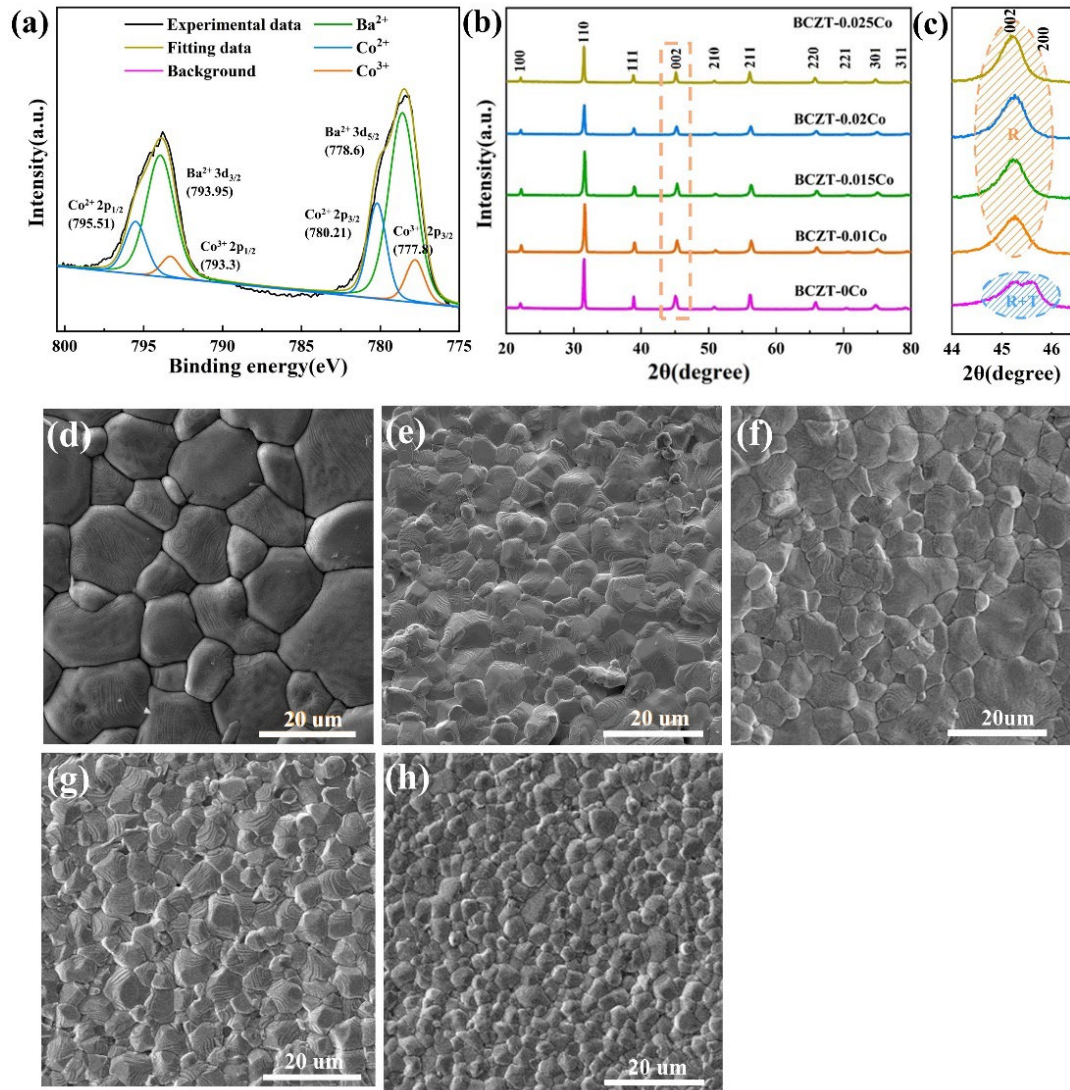 (a)
Experimental data
Fitting data
Background
Ba2+
Co2+
Co3+
Ba2+ 3d5/2
(778.6)
Ba2+ 3d3/2
(793.95)
Co2+ 2p1/2
(795.51)
Co3+ 2p1/2
(793.3)
Co2+ 2p3/2
(780.21)
Co3+ 2p3/2
(777.8)
Intensity(a.u.)
800 795 790 785 780 775
Binding energy(eV)
(b)
BCZT-0.025Co
100 110 111 002 210 211 220 221 301 311
BCZT-0.02Co
BCZT-0.015Co
BCZT-0.01Co
BCZT-0Co
Intensity(a.u.)
20 30 40 50 60 70 80
2θ(degree)
(c)
002
200
R
R+T
44 45 46
2θ(degree)
(d)
20 um
(e)
20 um
(f)
20um
(g)
20 um
(h)
20 um